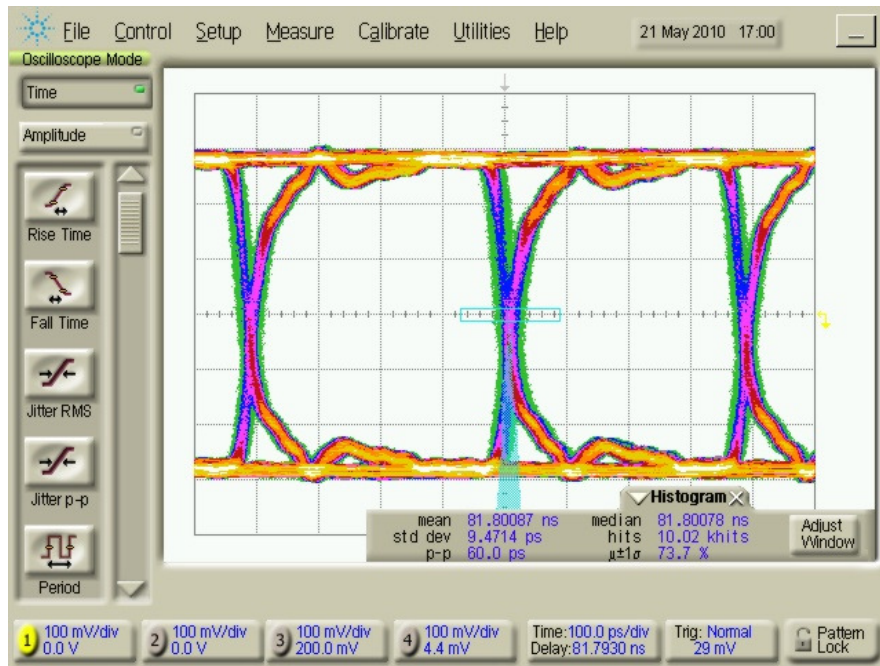 File Control Setup Measure Calibrate Utilities Help 21 May 2010 17:00
Oscilloscope Mode
Time
Amplitude
Rise Time
Fall Time
Jitter RMS
Jitter p-p
Period
Histogram
mean 81.80087 ns median 81.80078 ns
std dev 9.4714 ps hits 10.02 khits
p-p 60.0 ps µ±1σ 73.7 %
Adjust
Window
1 100 mV/div
0.0 V
2 100 mV/div
0.0 V
3 100 mV/div
200.0 mV
4 100 mV/div
4.4 mV
Time:100.0 ps/div
Delay:81.7930 ns
Trig: Normal
29 mV
Pattern
Lock